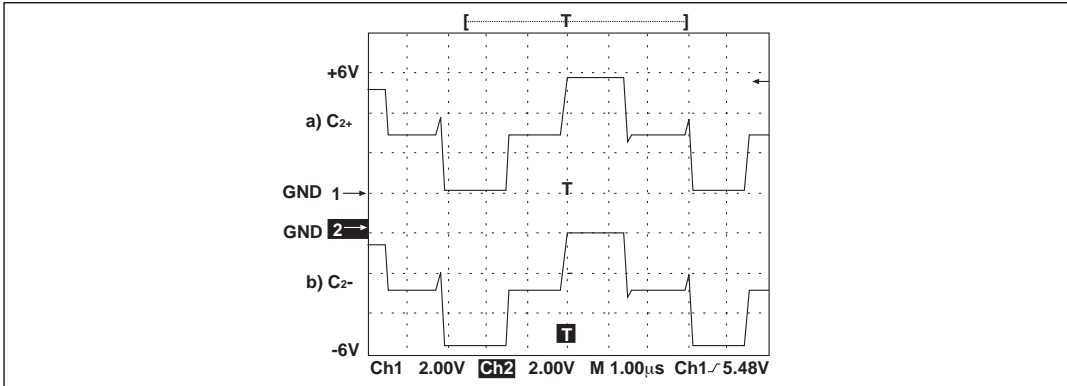 [ T ]
+6V
a) C2+
GND 1
T
GND 2
b) C2-
T
-6V
Ch1 2.00V Ch2 2.00V M 1.00μs Ch1 5.48V